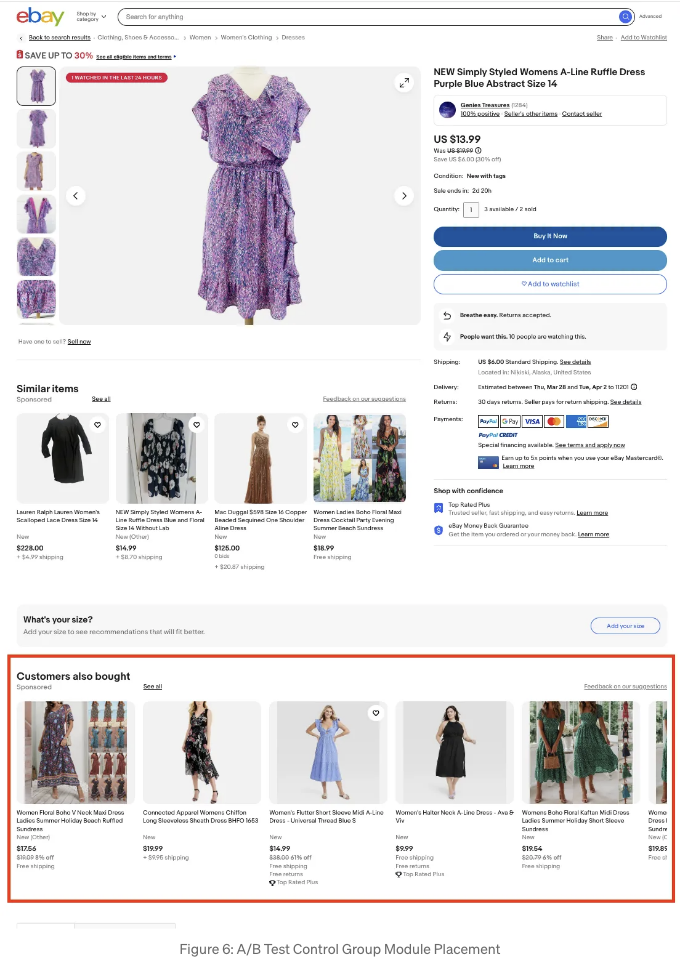 ebay
Shop by category
Search for anything
Advanced
Back to search results
Clothing, Shoes & Accesso...
Women
Women's Clothing
Dresses
Share
Add to Watchlist
SAVE UP TO 30%
See all eligible items and terms
1 WATCHED IN THE LAST 24 HOURS
NEW Simply Styled Womens A-Line Ruffle Dress
Purple Blue Abstract Size 14
Genies Treasures (1284)
100% positive · Seller's other items · Contact seller
US $13.99
Was US $19.99
Save US $6.00 (30% off)
Condition: New with tags
Sale ends in: 2d 20h
Quantity: 1 3 available / 2 sold
Buy It Now
Add to cart
Add to watchlist
Breathe easy. Returns accepted.
People want this. 10 people are watching this.
Shipping: US $6.00 Standard Shipping. See details
Located in: Nikiski, Alaska, United States
Delivery: Estimated between Thu, Mar 28 and Tue, Apr 2 to 11201
Returns: 30 days returns. Seller pays for return shipping. See details
Payments: PayPal G Pay VISA mastercard DISCOVER
PayPal CREDIT
Special financing available. See terms and apply now
Earn up to 5x points when you use your eBay Mastercard®.
Learn more
Shop with confidence
Top Rated Plus
Trusted seller, fast shipping, and easy returns. Learn more
eBay Money Back Guarantee
Get the item you ordered or your money back. Learn more
Have one to sell? Sell now
Similar items
Sponsored
See all
Feedback on our suggestions
Lauren Ralph Lauren Women's
Scalloped Lace Dress Size 14
New
$228.00
+ $4.99 shipping
NEW Simply Styled Womens A-
Line Ruffle Dress Blue and Floral
Size 14 Without Lab
New (Other)
$14.99
+ $8.70 shipping
Mac Duggal $598 Size 16 Copper
Beaded Sequined One Shoulder
Aline Dress
New
$125.00
0 bids
+ $20.87 shipping
Women Ladies Boho Floral Maxi
Dress Cocktail Party Evening
Summer Beach Sundress
New
$18.99
Free shipping
What's your size?
Add your size to see recommendations that will fit better.
Add your size
Customers also bought
Sponsored
See all
Feedback on our suggestions
Women Floral Boho V Neck Maxi Dress
Ladies Summer Holiday Beach Ruffled
Sundress
New (Other)
$17.56
$19.09 8% off
Free shipping
Connected Apparel Womens Chiffon
Long Sleeveless Sheath Dress BHFO 1653
New
$19.99
+ $9.95 shipping
Women's Flutter Short Sleeve Midi A-Line
Dress - Universal Thread Blue S
New
$14.99
$38.00 61% off
Free shipping
Free returns
Top Rated Plus
Women's Halter Neck A-Line Dress - Ava &
Viv
New
$9.99
Free shipping
Free returns
Top Rated Plus
Womens Boho Floral Kaftan Midi Dress
Ladies Summer Holiday Short Sleeve
Sundress
New
$19.54
$20.79 6% off
Free shipping
Wome
Dress
Sundre
New (C
$19.85
Free sh
Figure 6: A/B Test Control Group Module Placement